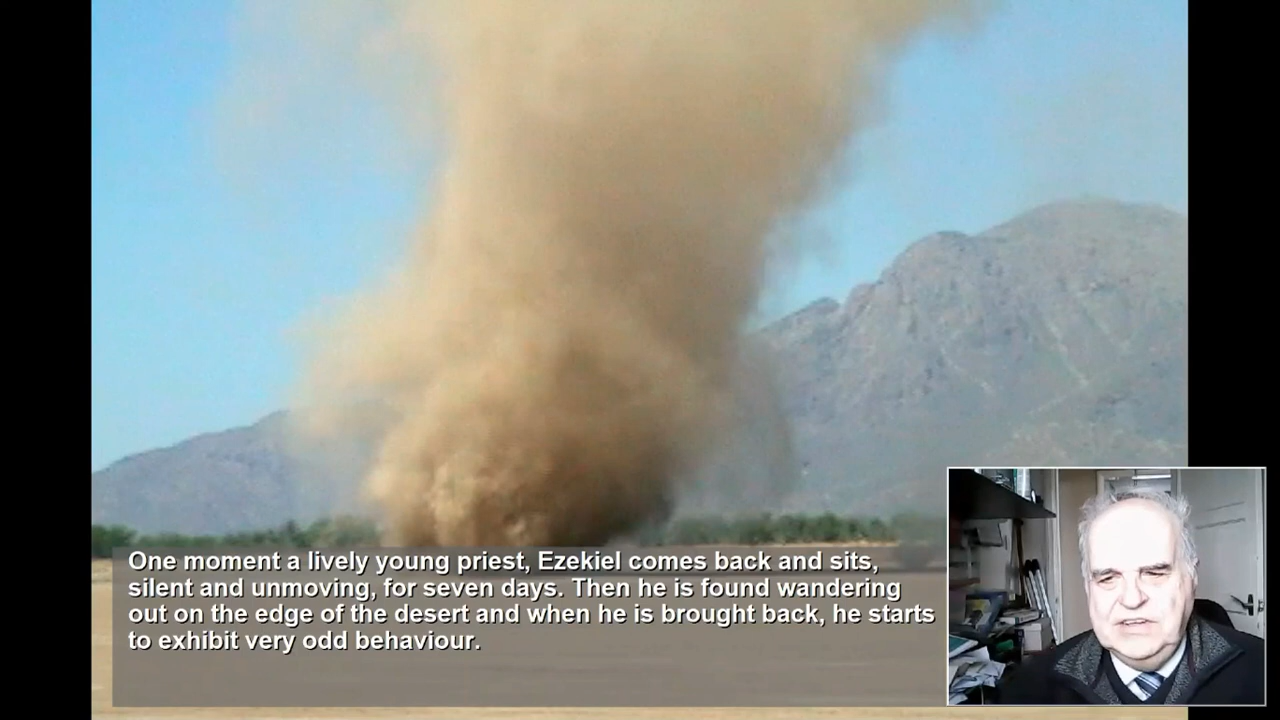 One moment a lively young priest, Ezekiel comes back and sits,
silent and unmoving, for seven days. Then he is found wandering
out on the edge of the desert and when he is brought back, he starts
to exhibit very odd behaviour.